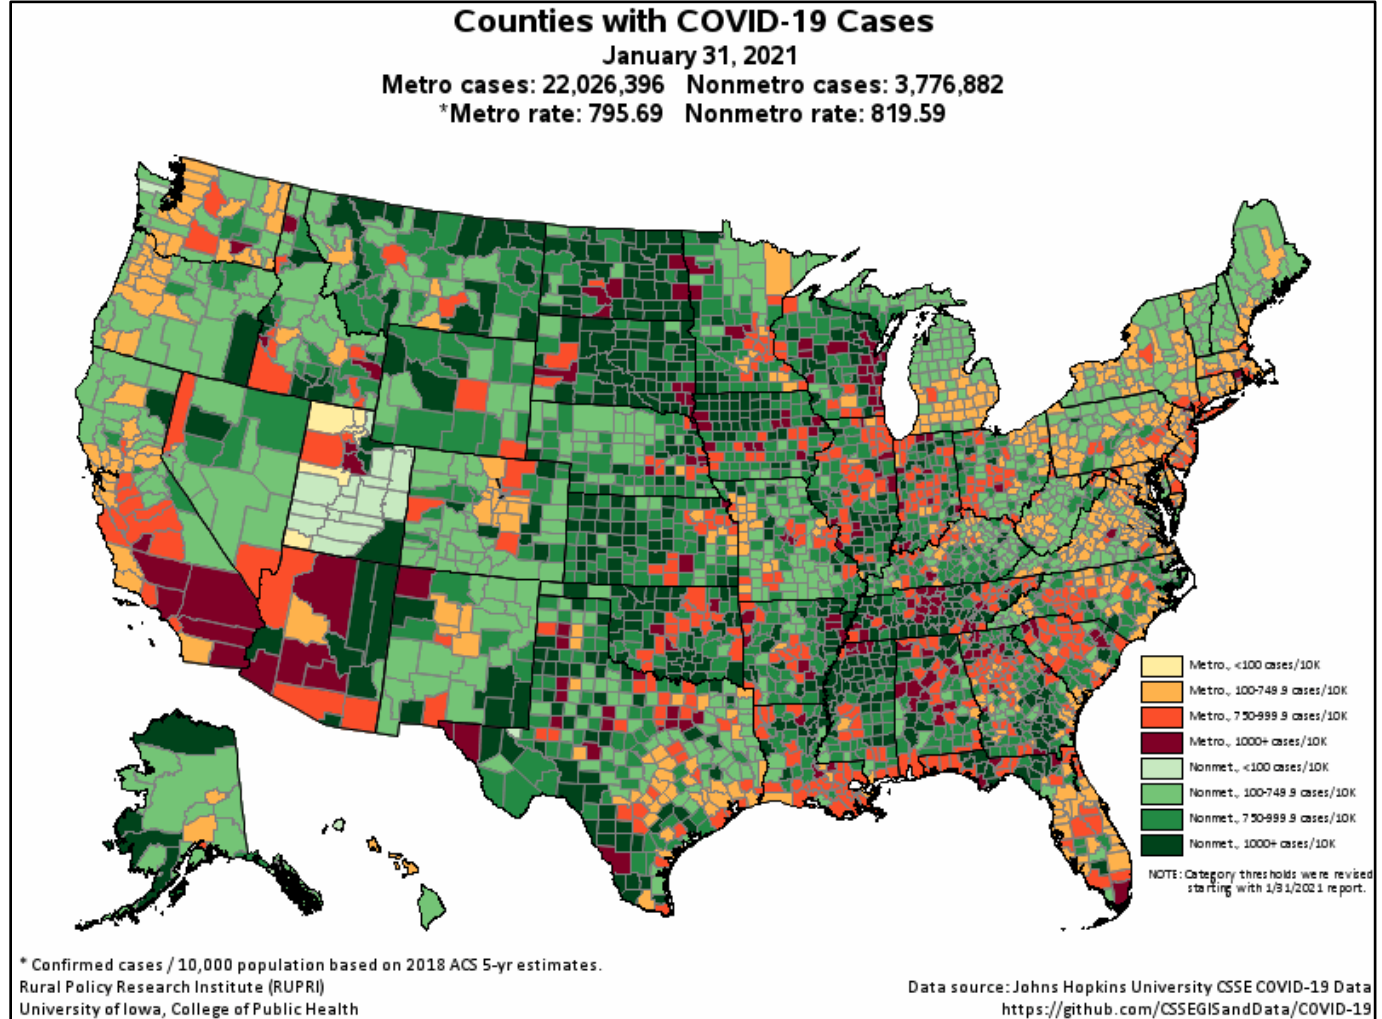 Counties with COVID-19 Cases
January 31, 2021
Metro cases: 22,026,396 Nonmetro cases: 3,776,882
*Metro rate: 795.69 Nonmetro rate: 819.59
Metro., <100 cases/10K
Metro., 100-749.9 cases/10K
Metro., 750-999.9 cases/10K
Metro., 1000+ cases/10K
Nonmet., <100 cases/10K
Nonmet., 100-749.9 cases/10K
Nonmet., 750-999.9 cases/10K
Nonmet., 1000+ cases/10K
NOTE: Category thresholds were revised
starting with 1/31/2021 report.
* Confirmed cases / 10,000 population based on 2018 ACS 5-yr estimates.
Rural Policy Research Institute (RUPRI)
University of Iowa, College of Public Health
Data source: Johns Hopkins University CSSE COVID-19 Data
https://github.com/CSSEGISandData/COVID-19